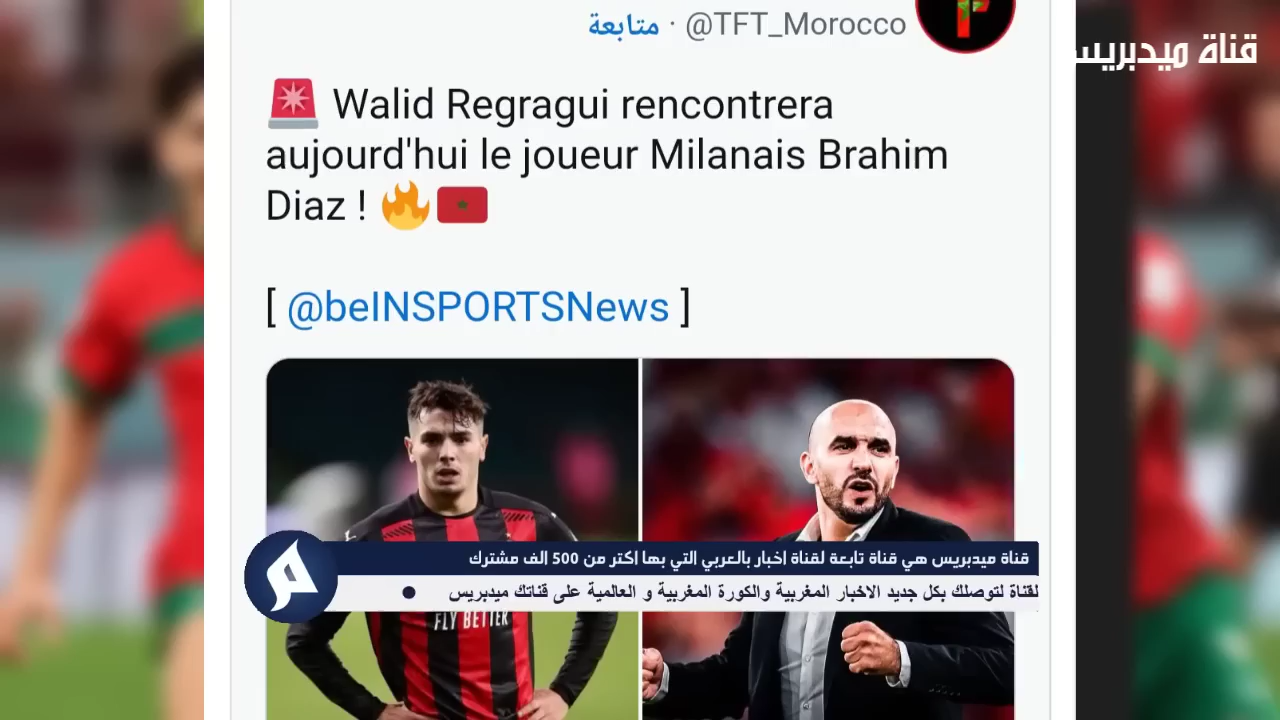 @TFT_Morocco · متابعة
قناة ميدبريس
🚨 Walid Regragui rencontrera
aujourd'hui le joueur Milanais Brahim
Diaz ! 🔥🇲🇦
[ @beINSPORTSNews ]
قناة ميدبريس هي قناة تابعة لقناة اخبار بالعربي التي بها اكتر من 500 الف مشترك
لقناة لتوصلك بكل جديد الاخبار المغربية والكورة المغربية و العالمية على قناتك ميدبريس ●
FLY BETTER